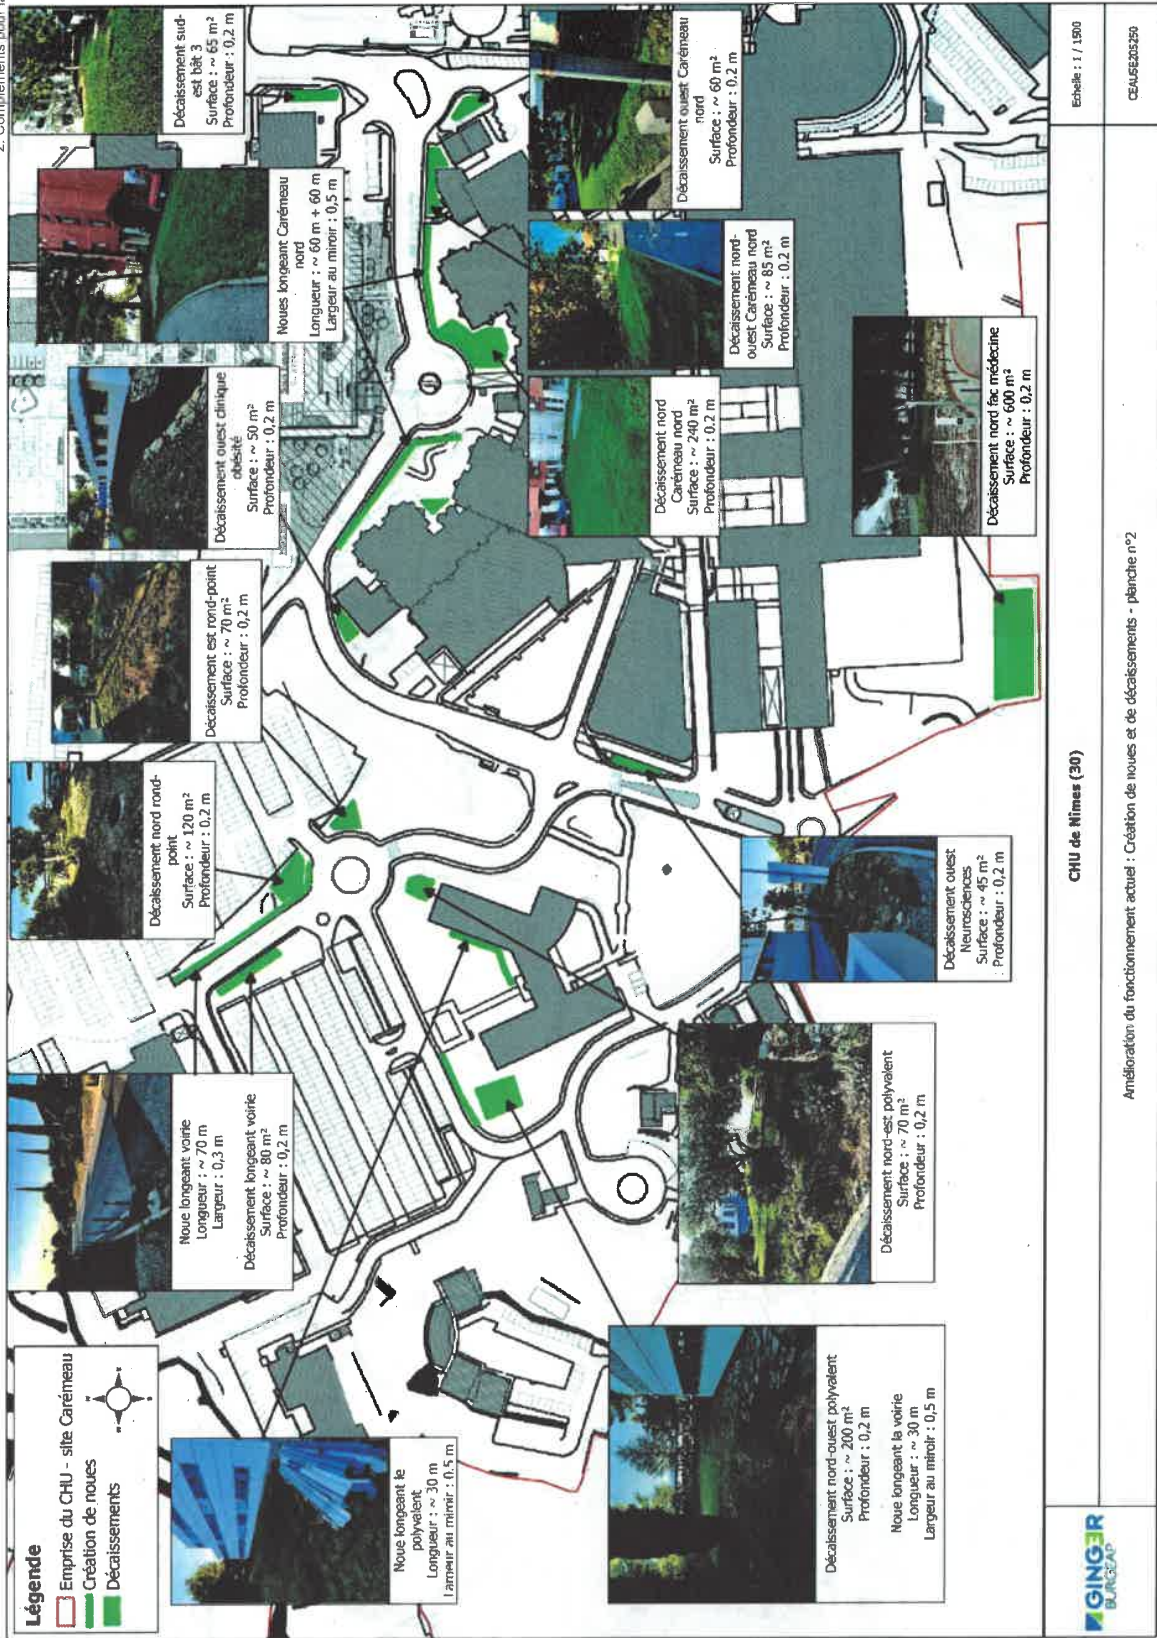 2. Compléments pour
Légende
Emprise du CHU - site Carémeau
Création de noues
Décaissements
Noue longeant voirie
Longueur : ~ 70 m
Largeur : 0,3 m
Décaissement longeant voirie
Surface : ~ 80 m²
Profondeur : 0,2 m
Décaissement nord rond-
point
Surface : ~ 120 m²
Profondeur : 0,2 m
Décaissement est rond-point
Surface : ~ 70 m²
Profondeur : 0,2 m
Décaissement ouest clinique
obésité
Surface : ~ 50 m²
Profondeur : 0,2 m
Noues longeant Carémeau
nord
Longueur : ~ 60 m + 60 m
Largeur au miroir : 0,5 m
Décaissement sud-
est bât 3
Surface : ~ 65 m²
Profondeur : 0,2 m
Noue longeant le
polyvalent
Longueur : ~ 30 m
Largeur au miroir : 0,5 m
Décaissement nord-ouest polyvalent
Surface : ~ 200 m²
Profondeur : 0,2 m
Noue longeant la voirie
Longueur : ~ 30 m
Largeur au miroir : 0,5 m
Décaissement nord-est polyvalent
Surface : ~ 70 m²
Profondeur : 0,2 m
Décaissement ouest
Neurosciences
Surface : ~ 45 m²
Profondeur : 0,2 m
Décaissement nord fac médecine
Surface : ~ 600 m²
Profondeur : 0,2 m
Décaissement nord
Carémeau nord
Surface : ~ 240 m²
Profondeur : 0,2 m
Décaissement nord-
ouest Carémeau nord
Surface : ~ 85 m²
Profondeur : 0,2 m
Décaissement ouest Carémeau
nord
Surface : ~ 60 m²
Profondeur : 0,2 m
GINGER
BURGEAP
CHU de Nîmes (30)
Echelle : 1 / 1500
Amélioration du fonctionnement actuel : Création de noues et de décaissements - planche n°2
CEAUSE205250